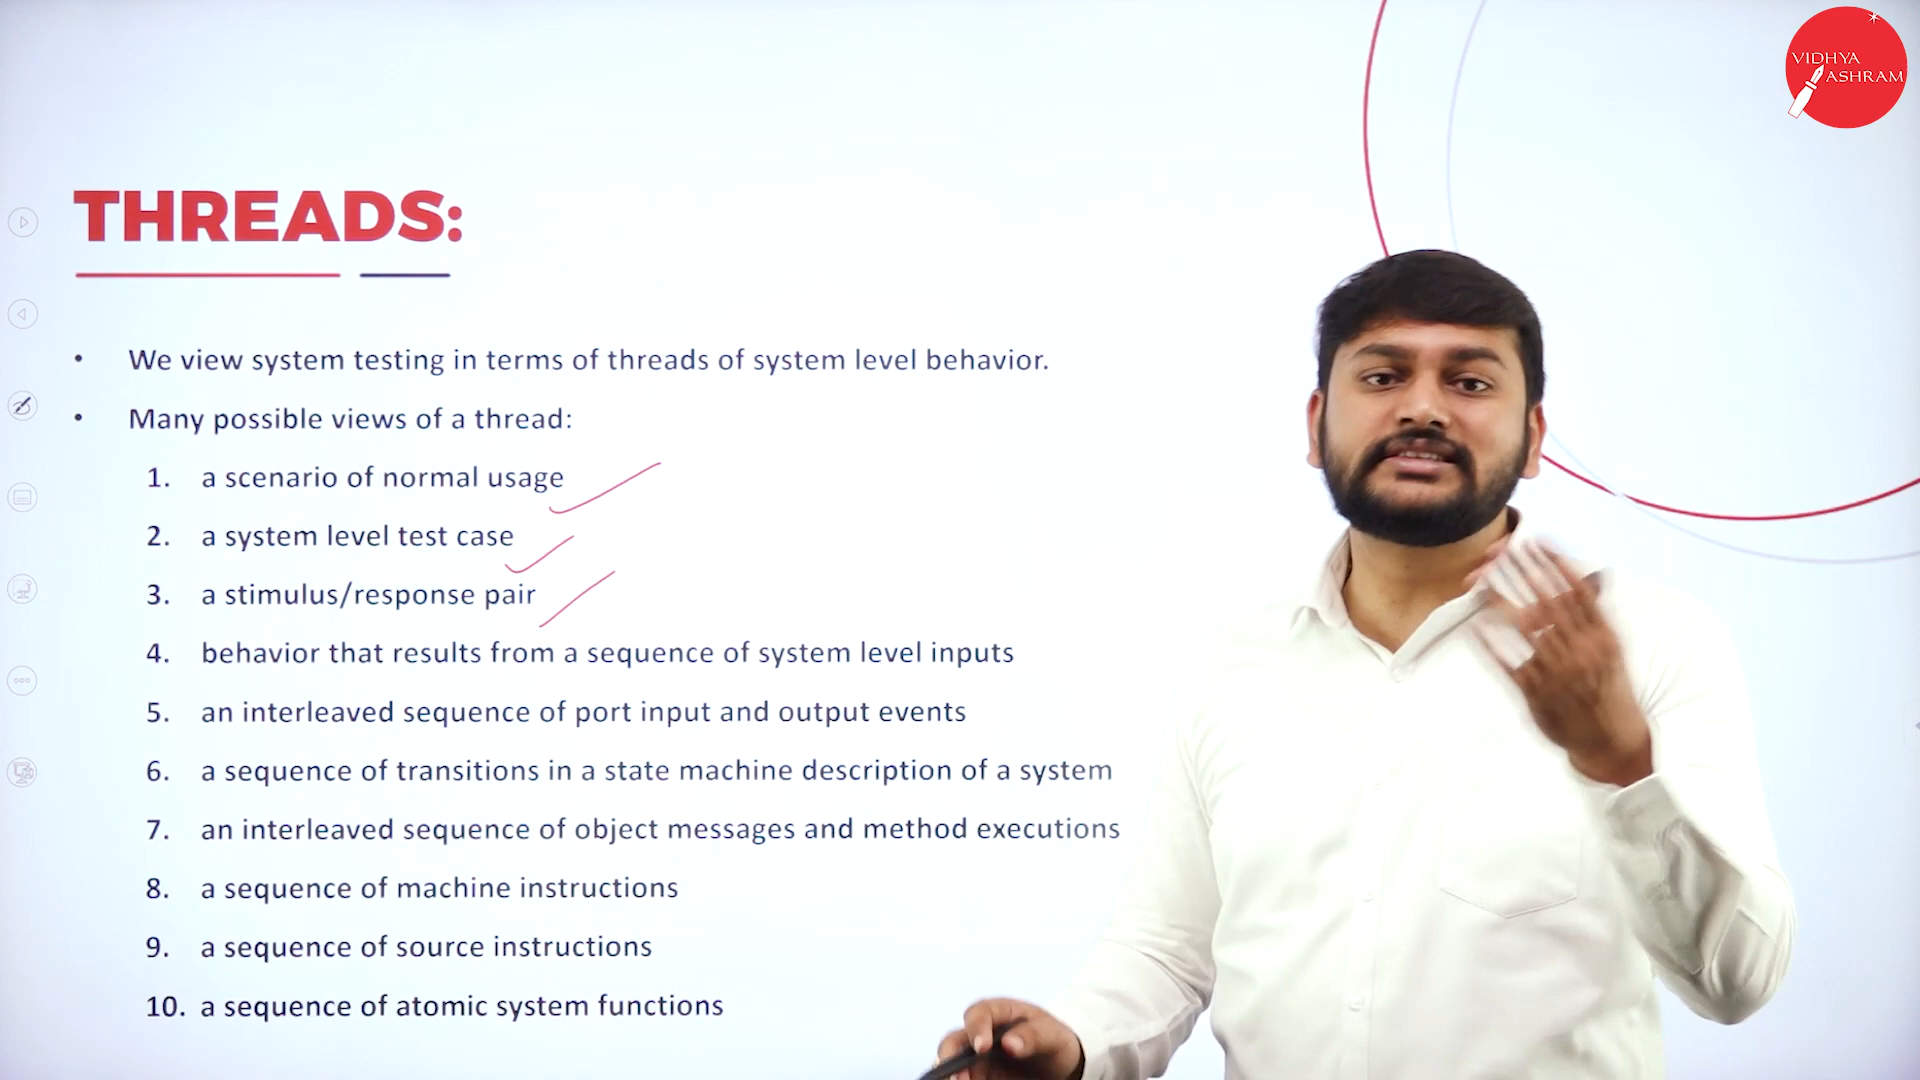 VIDHYA
ASHRAM
THREADS:
• We view system testing in terms of threads of system level behavior.
• Many possible views of a thread:
1. a scenario of normal usage
2. a system level test case
3. a stimulus/response pair
4. behavior that results from a sequence of system level inputs
5. an interleaved sequence of port input and output events
6. a sequence of transitions in a state machine description of a system
7. an interleaved sequence of object messages and method executions
8. a sequence of machine instructions
9. a sequence of source instructions
10. a sequence of atomic system functions